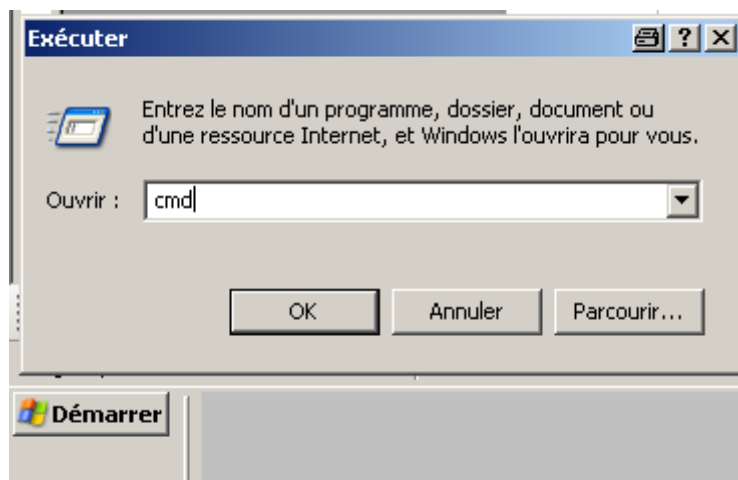 Exécuter
Entrez le nom d'un programme, dossier, document ou
d'une ressource Internet, et Windows l'ouvrira pour vous.
Ouvrir :
cmd
OK
Annuler
Parcourir...
Démarrer